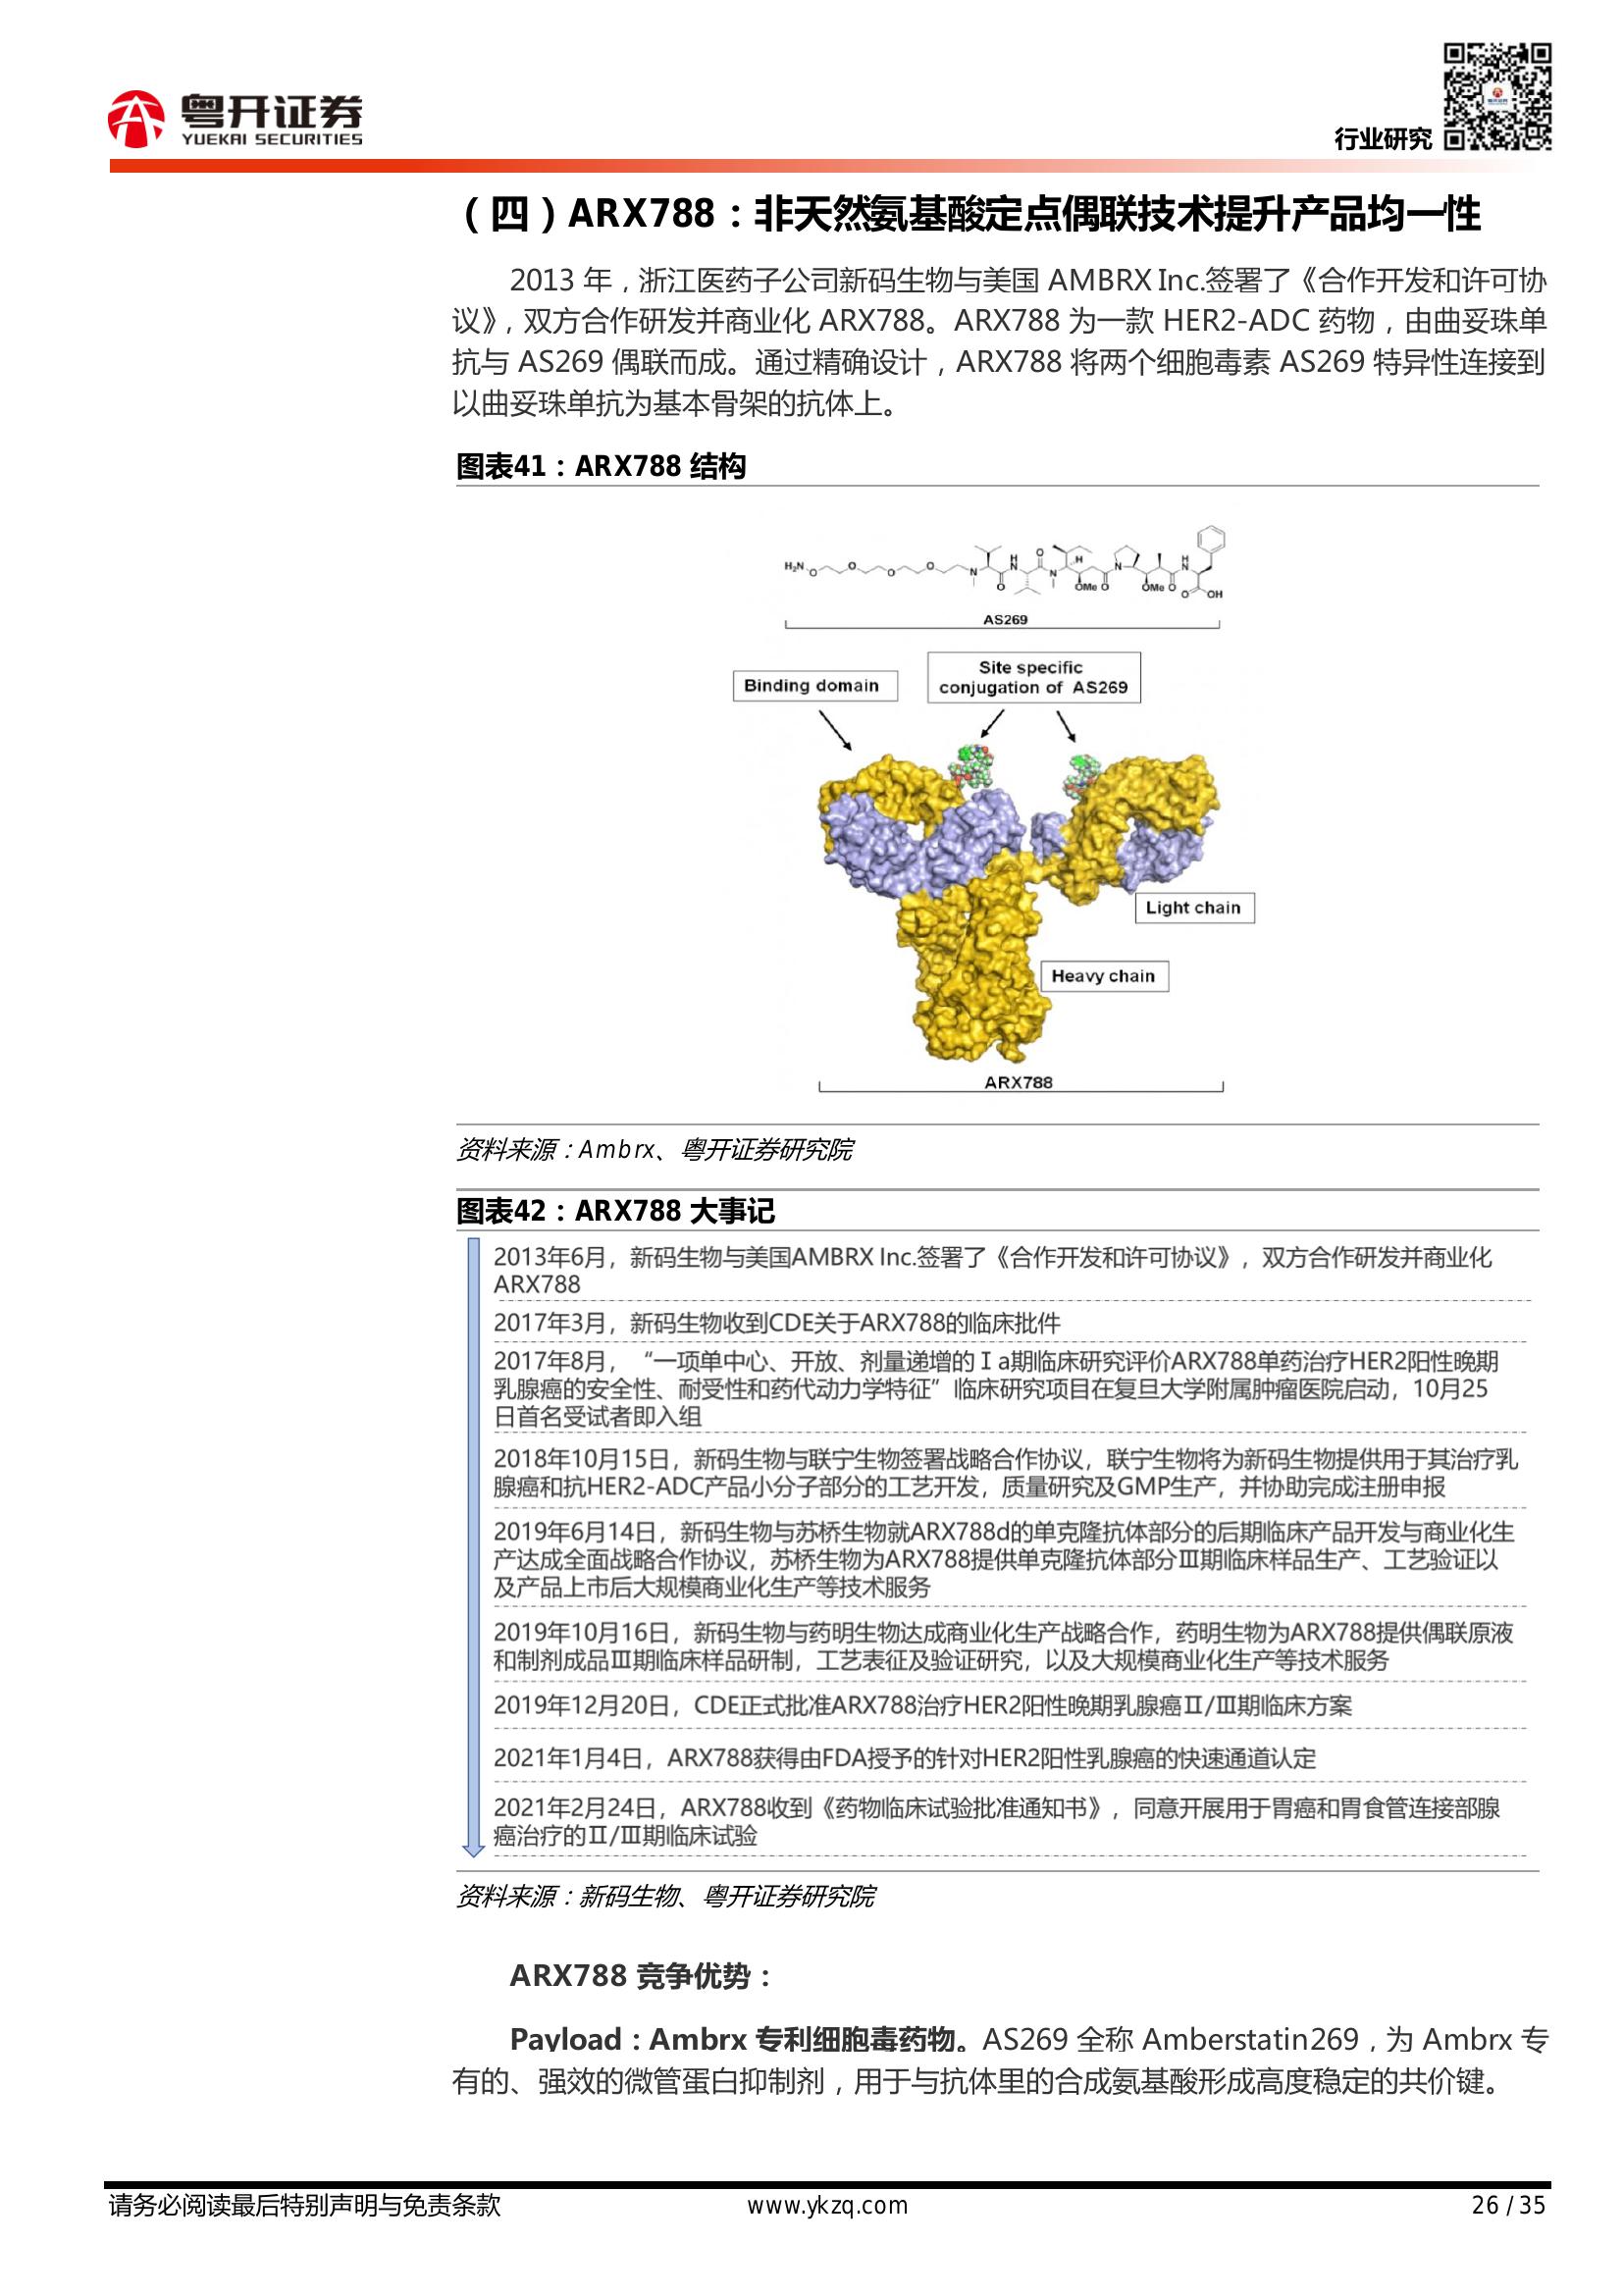 粤开证券
YUEKAI SECURITIES
行业研究
（四）ARX788：非天然氨基酸定点偶联技术提升产品均一性
2013 年，浙江医药子公司新码生物与美国 AMBRX Inc.签署了《合作开发和许可协
议》，双方合作研发并商业化 ARX788。ARX788 为一款 HER2-ADC 药物，由曲妥珠单
抗与 AS269 偶联而成。通过精确设计，ARX788 将两个细胞毒素 AS269 特异性连接到
以曲妥珠单抗为基本骨架的抗体上。
图表41：ARX788 结构
H₂N O O O O N O H N O N H OMe O N OMe O H N O OH
AS269
Binding domain
Site specific
conjugation of AS269
Light chain
Heavy chain
ARX788
资料来源：Ambrx、粤开证券研究院
图表42：ARX788 大事记
2013年6月，新码生物与美国AMBRX Inc.签署了《合作开发和许可协议》，双方合作研发并商业化
ARX788
2017年3月，新码生物收到CDE关于ARX788的临床批件
2017年8月，“一项单中心、开放、剂量递增的Ⅰa期临床研究评价ARX788单药治疗HER2阳性晚期
乳腺癌的安全性、耐受性和药代动力学特征”临床研究项目在复旦大学附属肿瘤医院启动，10月25
日首名受试者即入组
2018年10月15日，新码生物与联宁生物签署战略合作协议，联宁生物将为新码生物提供用于其治疗乳
腺癌和抗HER2-ADC产品小分子部分的工艺开发，质量研究及GMP生产，并协助完成注册申报
2019年6月14日，新码生物与苏桥生物就ARX788d的单克隆抗体部分的后期临床产品开发与商业化生
产达成全面战略合作协议，苏桥生物为ARX788提供单克隆抗体部分Ⅲ期临床样品生产、工艺验证以
及产品上市后大规模商业化生产等技术服务
2019年10月16日，新码生物与药明生物达成商业化生产战略合作，药明生物为ARX788提供偶联原液
和制剂成品Ⅲ期临床样品研制，工艺表征及验证研究，以及大规模商业化生产等技术服务
2019年12月20日，CDE正式批准ARX788治疗HER2阳性晚期乳腺癌Ⅱ/Ⅲ期临床方案
2021年1月4日，ARX788获得由FDA授予的针对HER2阳性乳腺癌的快速通道认定
2021年2月24日，ARX788收到《药物临床试验批准通知书》，同意开展用于胃癌和胃食管连接部腺
癌治疗的Ⅱ/Ⅲ期临床试验
资料来源：新码生物、粤开证券研究院
ARX788 竞争优势：
Payload：Ambrx 专利细胞毒药物。AS269 全称 Amberstatin269，为 Ambrx 专
有的、强效的微管蛋白抑制剂，用于与抗体里的合成氨基酸形成高度稳定的共价键。
请务必阅读最后特别声明与免责条款
www.ykzq.com
26 / 35